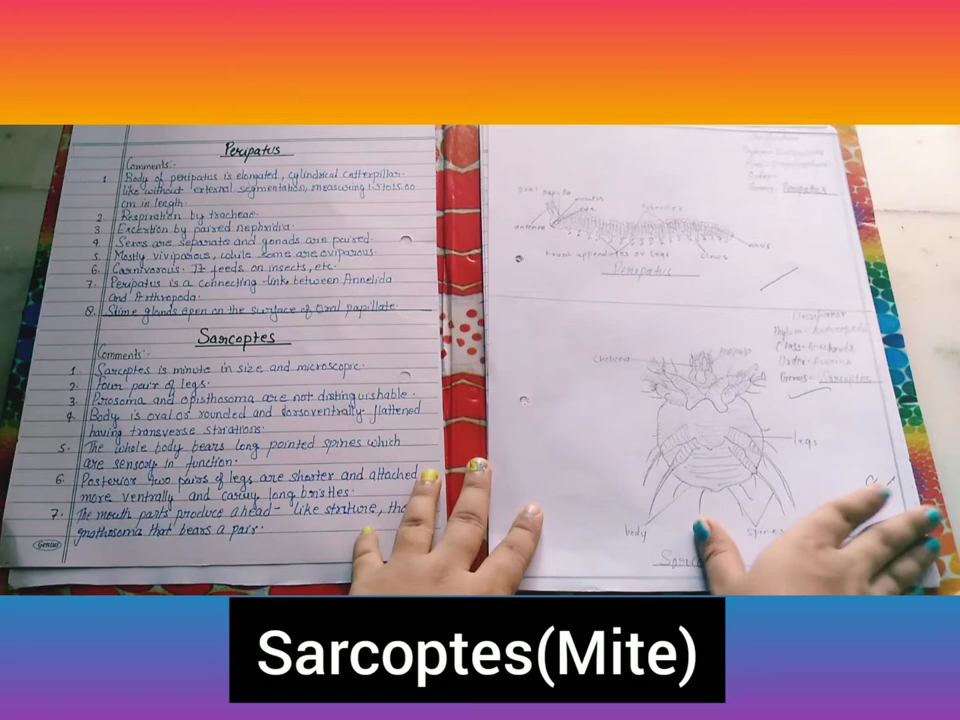 Peripatus
Comments:-
1. Body of peripatus is elongated, cylindrical catterpillar
like without external segmentation, measuring
cm in length.
2. Respiration by tracheae.
3. Excretion by paired nephridia.
4. Sexes are separate and gonads are paired.
5. Mostly viviparous, while some are oviparous.
6. Carnivorous. It feeds on insects, etc.
7. Peripatus is a connecting link between Annelida
and Arthropoda.
8. Slime glands open on the surface of Oral papillate.
Sarcoptes
Comments:-
1. Sarcoptes is minute in size and microscopic.
2. Four pair of legs.
3. Prosoma and opisthosoma are not distinguishable.
4. Body is oval or rounded and dorsoventrally flattened
having transverse striations.
5. The whole body bears long pointed spines which
are sensory in function.
6. Posterior two pairs of legs are shorter and attached
more ventrally and carry long bristles.
7. The mouth parts produce a head-like struture, the
gnathosoma that bears a pair.
Genius
Genus:- Peripatus
Oral papilla
mouth
eye
antenna
anus
claws
Peripatus
Phylum:-
Class:- Arachnida
Order:-
Genus:- Sarcoptes
legs
body
spines
Sarcoptes(Mite)